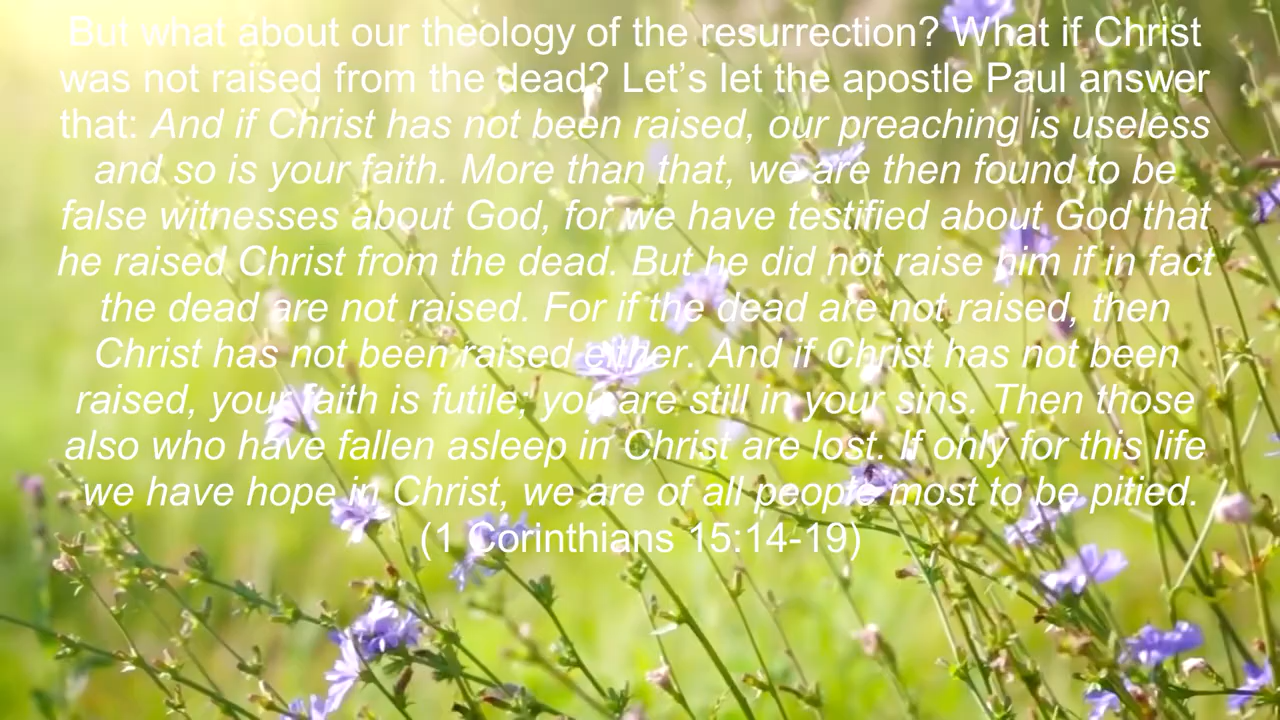 But what about our theology of the resurrection? What if Christ
was not raised from the dead? Let’s let the apostle Paul answer
that: And if Christ has not been raised, our preaching is useless
and so is your faith. More than that, we are then found to be
false witnesses about God, for we have testified about God that
he raised Christ from the dead. But he did not raise him if in fact
the dead are not raised. For if the dead are not raised, then
Christ has not been raised either. And if Christ has not been
raised, your faith is futile; you are still in your sins. Then those
also who have fallen asleep in Christ are lost. If only for this life
we have hope in Christ, we are of all people most to be pitied.
(1 Corinthians 15:14-19)